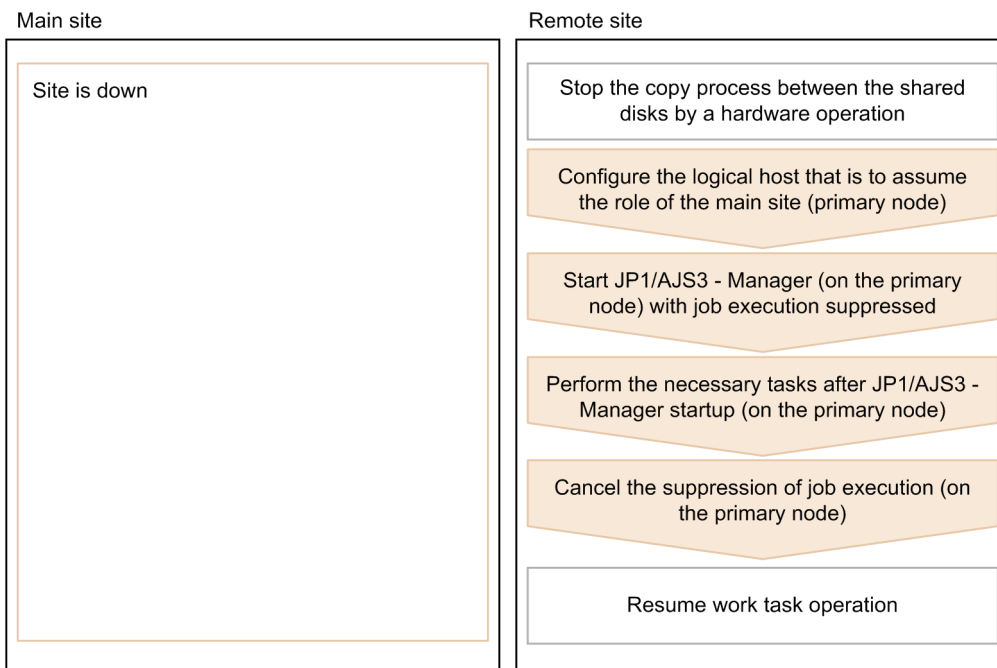 Main site
Site is down
Remote site
Stop the copy process between the shared
disks by a hardware operation
Configure the logical host that is to assume
the role of the main site (primary node)
Start JP1/AJS3 - Manager (on the primary
node) with job execution suppressed
Perform the necessary tasks after JP1/AJS3 -
Manager startup (on the primary node)
Cancel the suppression of job execution (on
the primary node)
Resume work task operation